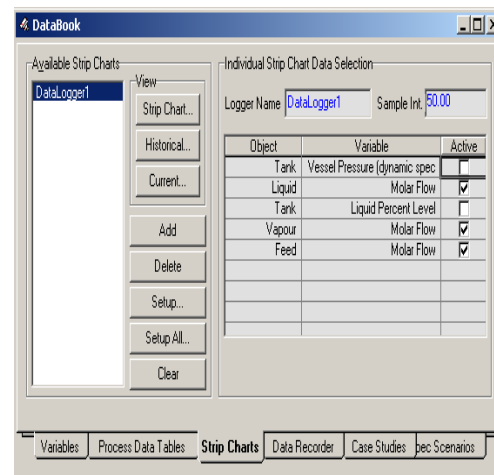 DataBook
Available Strip Charts
DataLogger1
View
Strip Chart...
Historical...
Current...
Add
Delete
Setup...
Setup All...
Clear
Individual Strip Chart Data Selection
Logger Name DataLogger1 Sample Int. 50.00
Object Variable Active
Tank Vessel Pressure (dynamic spec
Liquid Molar Flow
Tank Liquid Percent Level
Vapour Molar Flow
Feed Molar Flow
Variables Process Data Tables Strip Charts Data Recorder Case Studies pec Scenarios